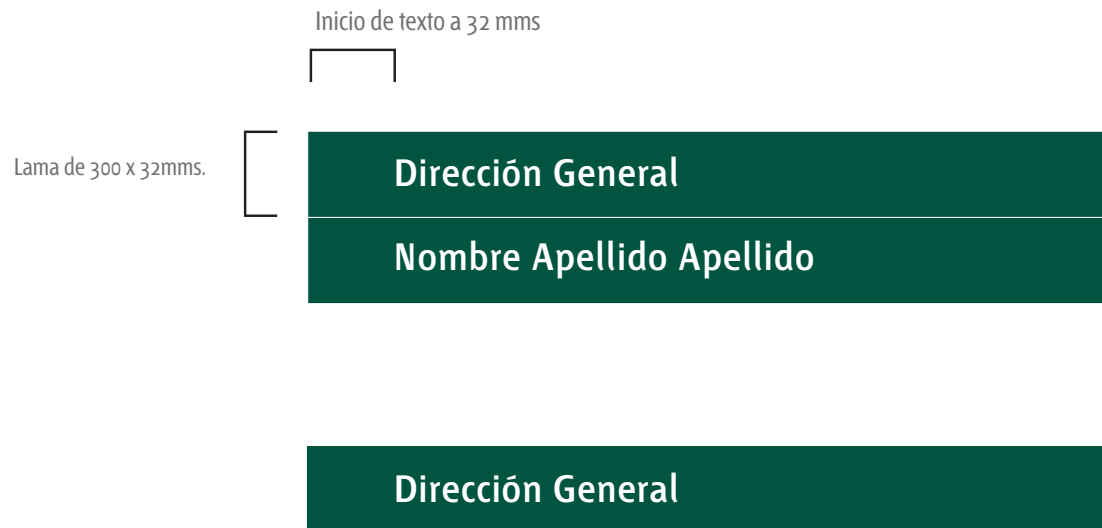 Inicio de texto a 32 mms
Lama de 300 x 32mms.
Dirección General
Nombre Apellido Apellido
Dirección General